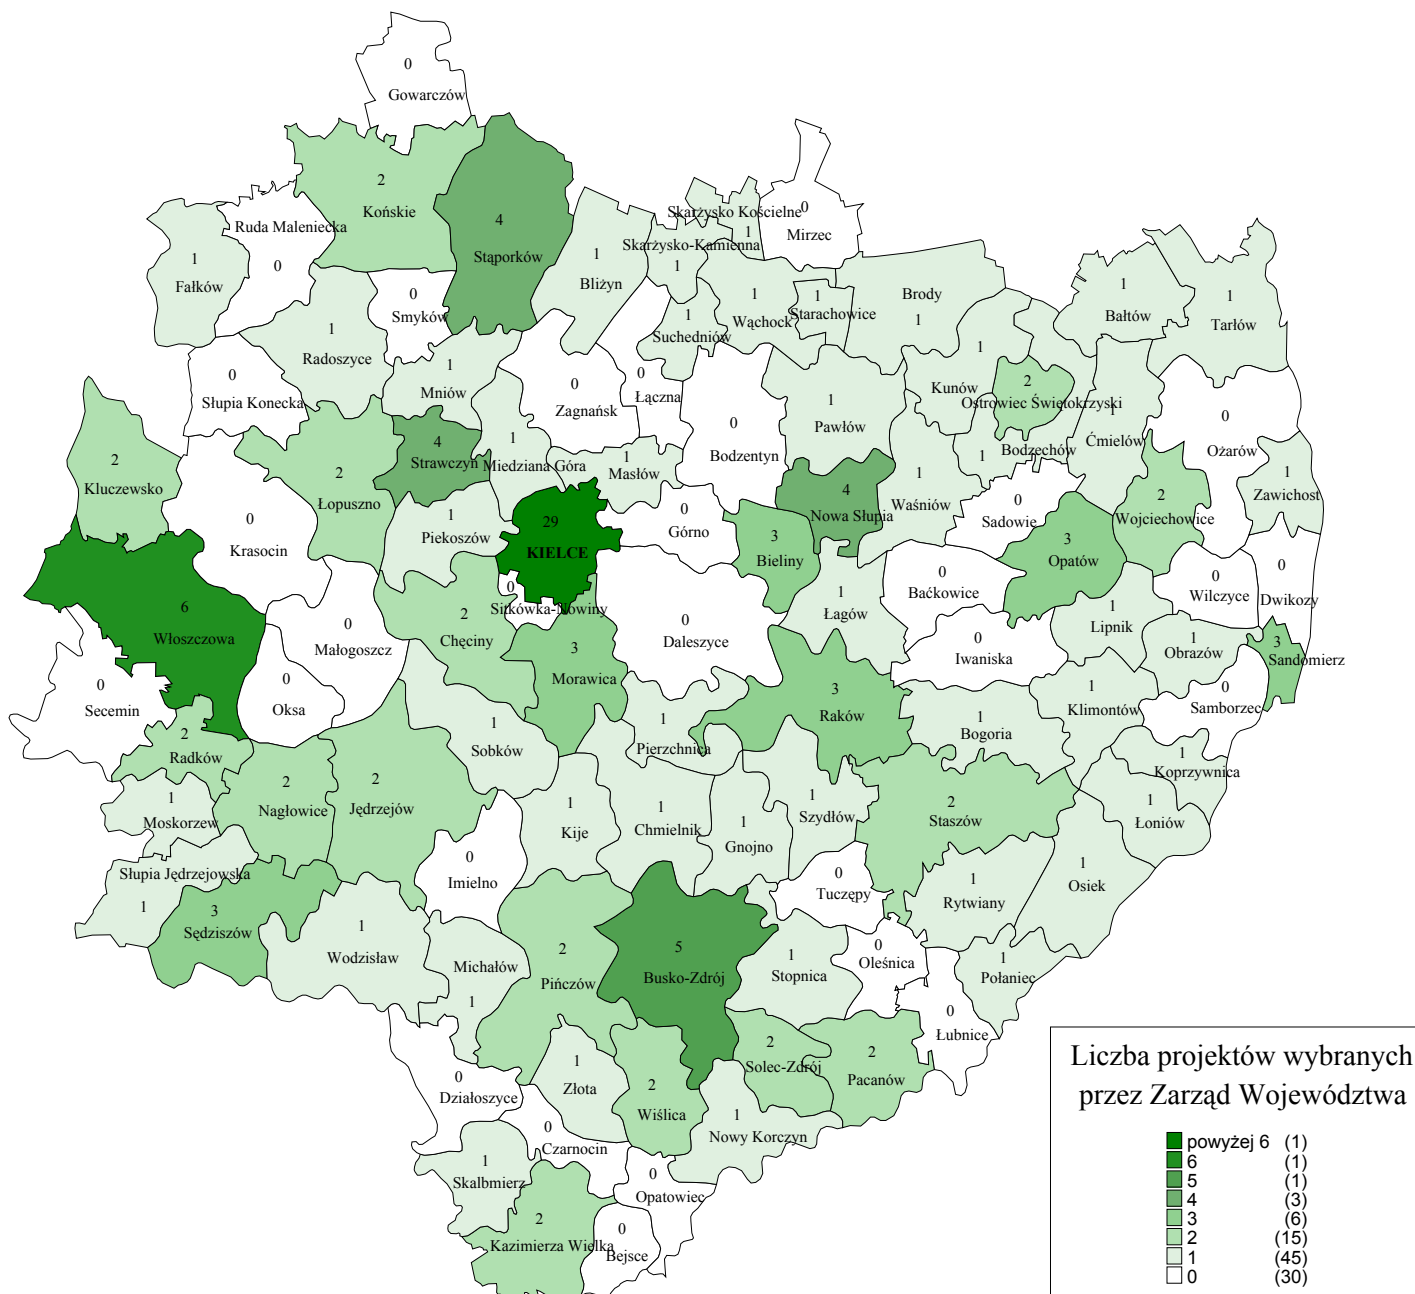 0
Gowarczów
2
Końskie
4
Stąporków
Ruda Maleniecka
0
1
Fałków
0
Smyków
1
Bliżyn
Skarżysko Kościelne
1
0
Mirzec
Skarżysko-Kamienna
1
1
Suchedniów
1
Wąchock
1
Starachowice
Brody
1
1
Bałtów
1
Tarłów
1
Radoszyce
0
Słupia Konecka
1
Mniów
0
Zagnańsk
0
Łączna
0
Bodzentyn
1
Pawłów
1
Kunów
2
Ostrowiec Świętokrzyski
1
Ćmielów
0
Ożarów
2
Kluczewsko
2
Łopuszno
4
Strawczyn
1
Miedziana Góra
1
Masłów
1
Bodzechów
1
Waśniów
4
Nowa Słupia
0
Sadowie
2
Wojciechowice
1
Zawichost
0
Krasocin
1
Piekoszów
29
KIELCE
0
Górno
3
Bieliny
3
Opatów
0
Baćkowice
0
Wilczyce
0
Dwikozy
6
Włoszczowa
0
Małogoszcz
2
Chęciny
0
Sitkówka-Nowiny
0
Daleszyce
1
Łagów
0
Iwaniska
1
Lipnik
1
Obrazów
3
Sandomierz
0
Secemin
0
Oksa
3
Morawica
3
Raków
1
Klimontów
0
Samborzec
2
Radków
1
Sobków
1
Pierzchnica
1
Bogoria
1
Koprzywnica
1
Moskorzew
2
Nagłowice
2
Jędrzejów
1
Kije
1
Chmielnik
1
Gnojno
1
Szydłów
2
Staszów
1
Łoniów
Słupia Jędrzejowska
1
0
Imielno
0
Tuczępy
1
Rytwiany
1
Osiek
3
Sędziszów
1
Wodzisław
Michałów
1
2
Pińczów
5
Busko-Zdrój
1
Stopnica
0
Oleśnica
1
Połaniec
0
Łubnice
0
Działoszyce
1
Złota
2
Wiślica
2
Solec-Zdrój
2
Pacanów
0
Czarnocin
1
Nowy Korczyn
1
Skalbmierz
0
Opatowiec
2
Kazimierza Wielka
0
Bejsce
Liczba projektów wybranych
przez Zarząd Województwa
powyżej 6 (1)
6 (1)
5 (1)
4 (3)
3 (6)
2 (15)
1 (45)
0 (30)